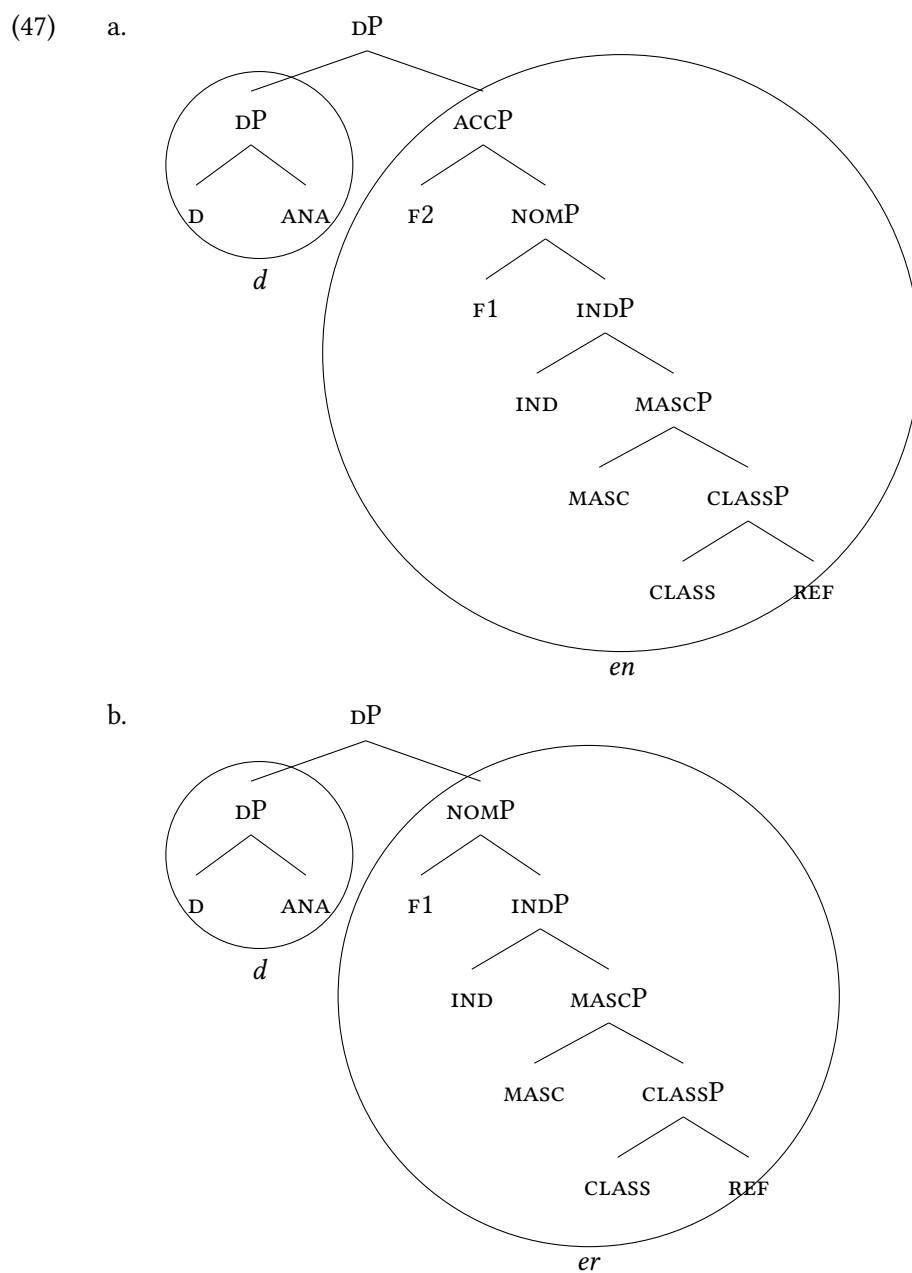 (47) a. DP
DP ACCP
D ANA F2 NOMP
d
F1 INDP
IND MASCP
MASC CLASSP
CLASS REF
en
b. DP
DP NOMP
D ANA F1 INDP
d
IND MASCP
MASC CLASSP
CLASS REF
er